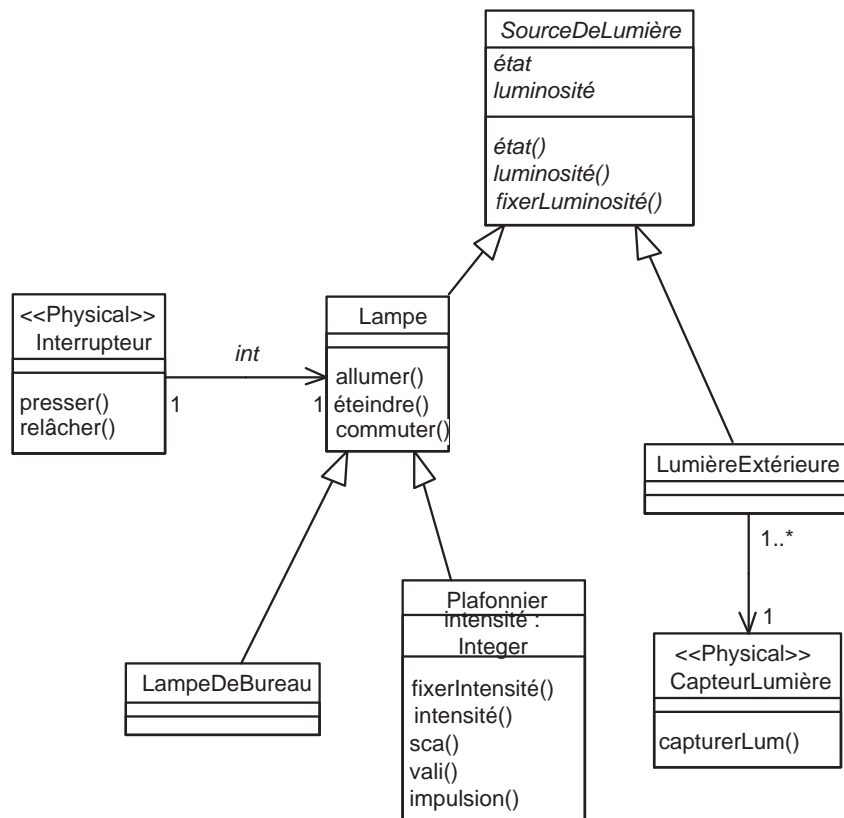 SourceDeLumière
état
luminosité
état()
luminosité()
fixerLuminosité()
<<Physical>>
Interrupteur
presser()
relâcher()
int
1
1
Lampe
allumer()
éteindre()
commuter()
LumièreExtérieure
1..*
1
<<Physical>>
CapteurLumière
capturerLum()
LampeDeBureau
Plafonnier
intensité :
Integer
fixerIntensité()
intensité()
sca()
vali()
impulsion()